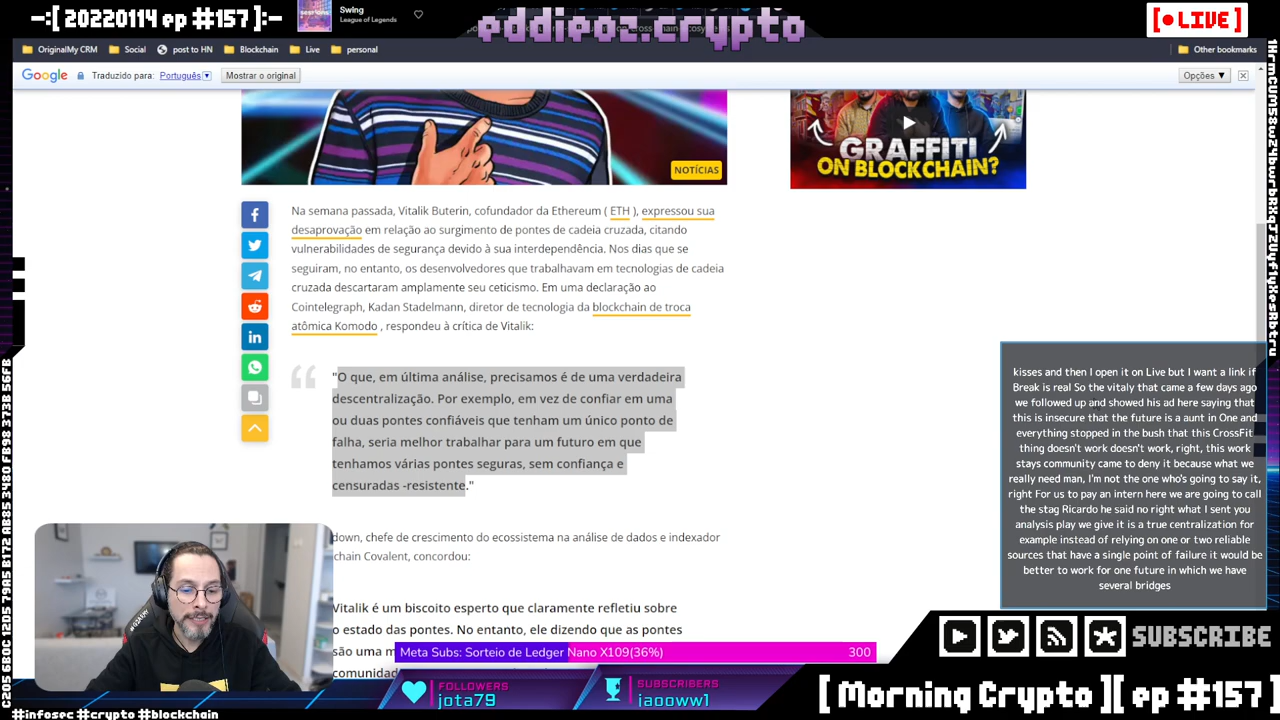 -:[ 20220114 ep #157]:-
Swing
League of Legends
eddieoz.crypto
[● LIVE]
OriginalMy CRM
Social
post to HN
Blockchain
Live
personal
Other bookmarks
Google
Traduzido para: Português
Mostrar o original
Opções ▼
NOTÍCIAS
GRAFFITI
ON BLOCKCHAIN?
Na semana passada, Vitalik Buterin, cofundador da Ethereum ( ETH ), expressou sua
desaprovação em relação ao surgimento de pontes de cadeia cruzada, citando
vulnerabilidades de segurança devido à sua interdependência. Nos dias que se
seguiram, no entanto, os desenvolvedores que trabalhavam em tecnologias de cadeia
cruzada descartaram amplamente seu ceticismo. Em uma declaração ao
Cointelegraph, Kadan Stadelmann, diretor de tecnologia da blockchain de troca
atômica Komodo , respondeu à crítica de Vitalik:
"O que, em última análise, precisamos é de uma verdadeira
descentralização. Por exemplo, em vez de confiar em uma
ou duas pontes confiáveis que tenham um único ponto de
falha, seria melhor trabalhar para um futuro em que
tenhamos várias pontes seguras, sem confiança e
censuradas -resistente."
down, chefe de crescimento do ecossistema na análise de dados e indexador
chain Covalent, concordou:
Vitalik é um biscoito esperto que claramente refletiu sobre
o estado das pontes. No entanto, ele dizendo que as pontes
são uma m
comunidad
kisses and then I open it on Live but I want a link if
Break is real So the vitaly that came a few days ago
we followed up and showed his ad here saying that
this is insecure that the future is a aunt in One and
everything stopped in the bush that this CrossFit
thing doesn't work doesn't work, right, this work
stays community came to deny it because what we
really need man, I'm not the one who's going to say it,
right For us to pay an intern here we are going to call
the stag Ricardo he said no right what I sent you
analysis play we give it is a true centralization for
example instead of relying on one or two reliable
sources that have a single point of failure it would be
better to work for one future in which we have
several bridges
Meta Subs: Sorteio de Ledger Nano X109(36%)
300
FOLLOWERS
jota79
SUBSCRIBERS
iaooww1
SUBSCRIBE
[ Morning Crypto ][ ep #157 ]
#infosec #crypto #blockchain